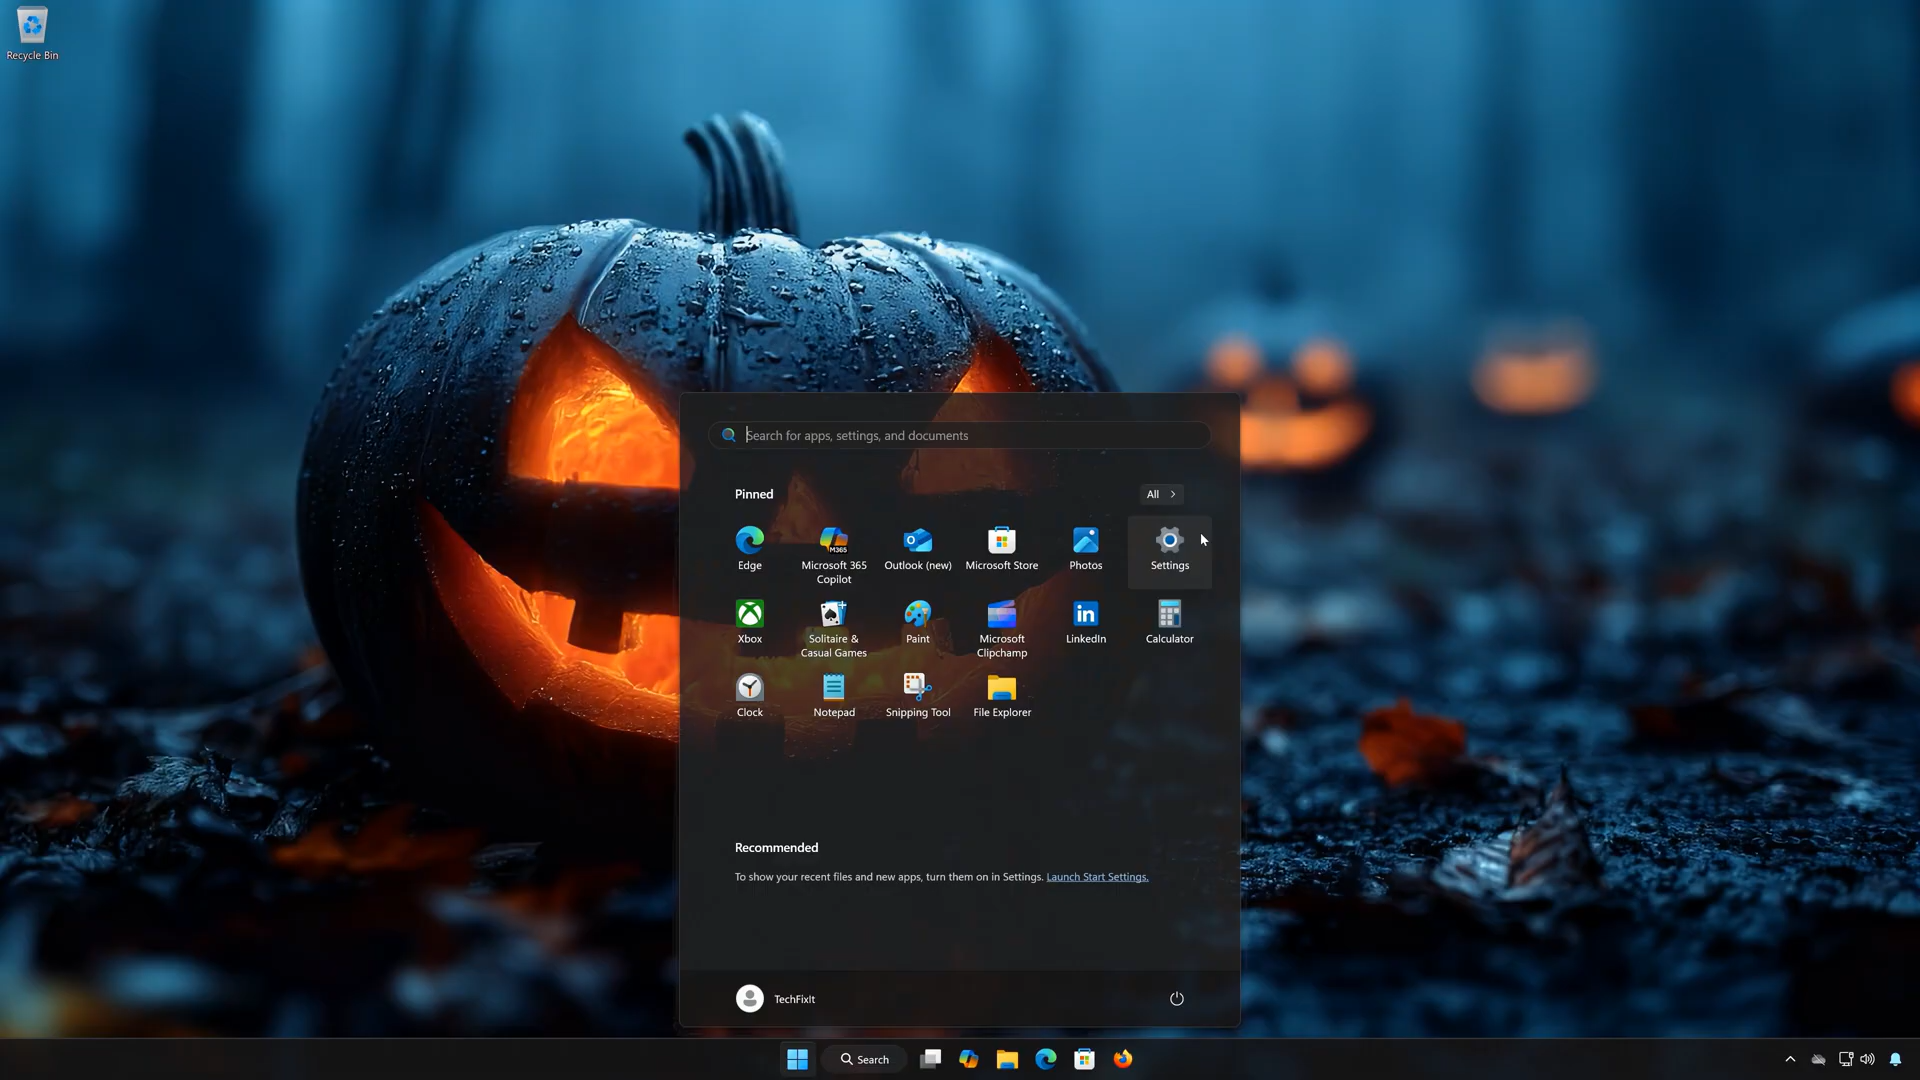 Recycle Bin
Search for apps, settings, and documents
Pinned
All
Edge
Microsoft 365
Copilot
Outlook (new)
Microsoft Store
Photos
Settings
Xbox
Solitaire &
Casual Games
Paint
Microsoft
Clipchamp
LinkedIn
Calculator
Clock
Notepad
Snipping Tool
File Explorer
Recommended
To show your recent files and new apps, turn them on in Settings. Launch Start Settings.
TechFixIt
Search